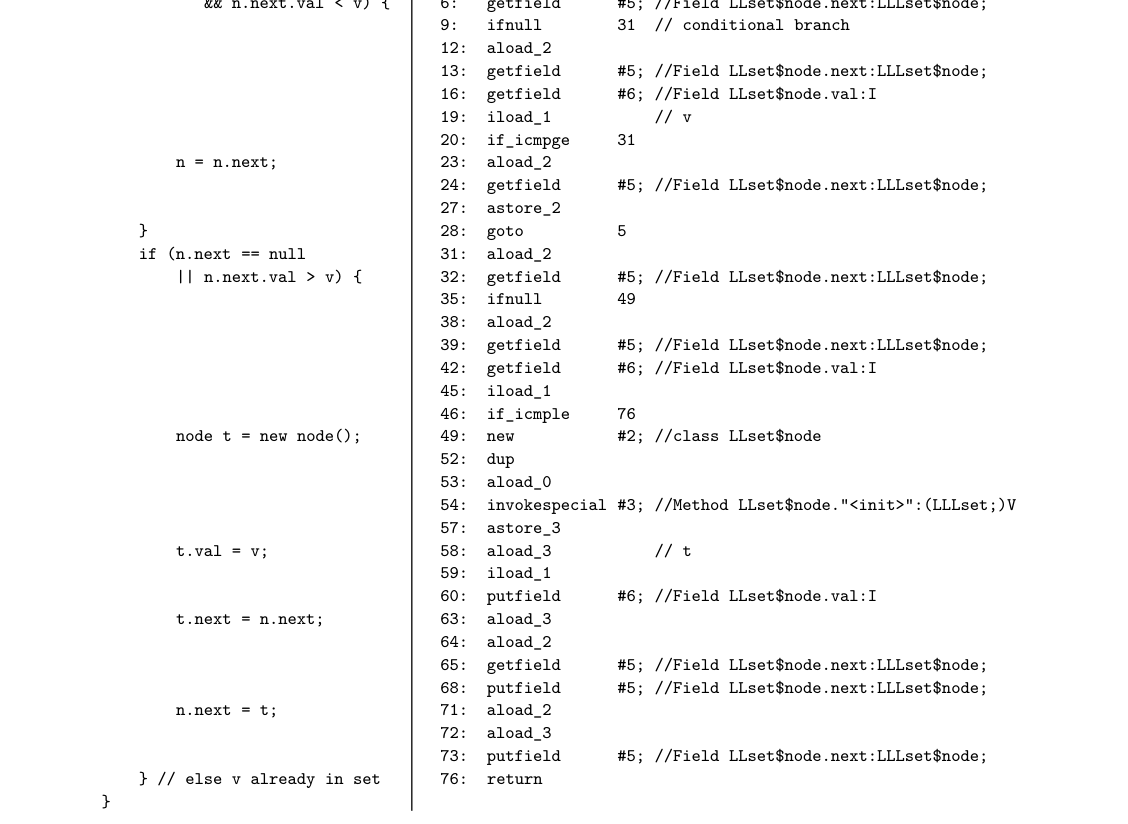 && n.next.val < v) { 6: getfield #5; //Field LLset$node.next:LLLset$node;
9: ifnull 31 // conditional branch
12: aload_2
13: getfield #5; //Field LLset$node.next:LLLset$node;
16: getfield #6; //Field LLset$node.val:I
19: iload_1 // v
20: if_icmpge 31
n = n.next; 23: aload_2
24: getfield #5; //Field LLset$node.next:LLLset$node;
27: astore_2
} 28: goto 5
if (n.next == null 31: aload_2
|| n.next.val > v) { 32: getfield #5; //Field LLset$node.next:LLLset$node;
35: ifnull 49
38: aload_2
39: getfield #5; //Field LLset$node.next:LLLset$node;
42: getfield #6; //Field LLset$node.val:I
45: iload_1
46: if_icmple 76
node t = new node(); 49: new #2; //class LLset$node
52: dup
53: aload_0
54: invokespecial #3; //Method LLset$node."<init>":(LLLset;)V
57: astore_3
t.val = v; 58: aload_3 // t
59: iload_1
60: putfield #6; //Field LLset$node.val:I
t.next = n.next; 63: aload_3
64: aload_2
65: getfield #5; //Field LLset$node.next:LLLset$node;
68: putfield #5; //Field LLset$node.next:LLLset$node;
n.next = t; 71: aload_2
72: aload_3
73: putfield #5; //Field LLset$node.next:LLLset$node;
} // else v already in set 76: return
}